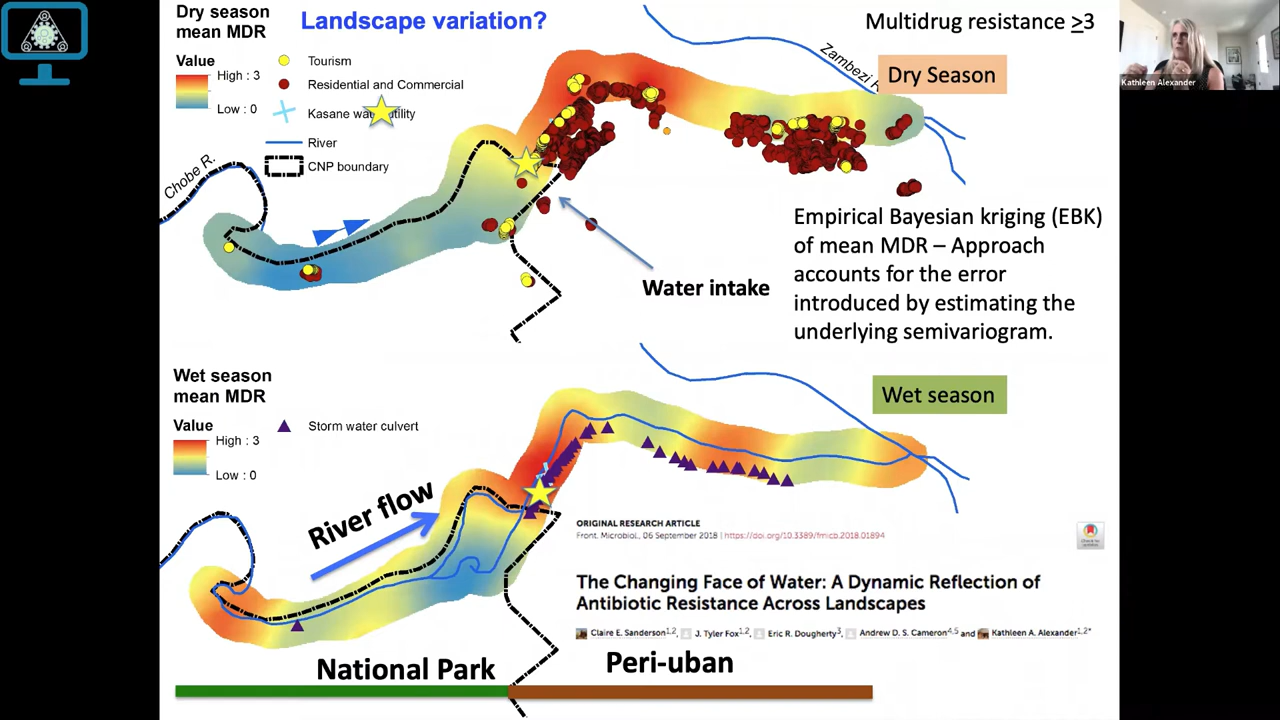 Dry season
mean MDR
Landscape variation?
Multidrug resistance ≥3
Kathleen Alexander
Value
High : 3
Low : 0
Tourism
Residential and Commercial
Kasane wa utility
River
CNP boundary
Zambezi R
Dry Season
Chobe R.
Water intake
Empirical Bayesian kriging (EBK)
of mean MDR – Approach
accounts for the error
introduced by estimating the
underlying semivariogram.
Wet season
mean MDR
Value
High : 3
Low : 0
Storm water culvert
Wet season
River flow
ORIGINAL RESEARCH ARTICLE
Front. Microbiol., 06 September 2018 | https://doi.org/10.3389/fmicb.2018.01894
The Changing Face of Water: A Dynamic Reflection of
Antibiotic Resistance Across Landscapes
Claire E. Sanderson1,2, J. Tyler Fox1,2, Eric R. Dougherty3, Andrew D. S. Cameron4,5 and Kathleen A. Alexander1,2*
National Park
Peri-uban